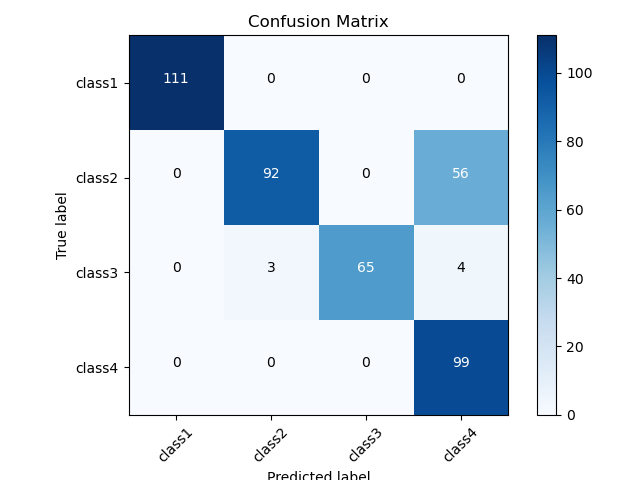 Confusion Matrix
True label
class1
111 0 0 0
class2
0 92 0 56
class3
0 3 65 4
class4
0 0 0 99
class1 class2 class3 class4
Predicted label
100
80
60
40
20
0